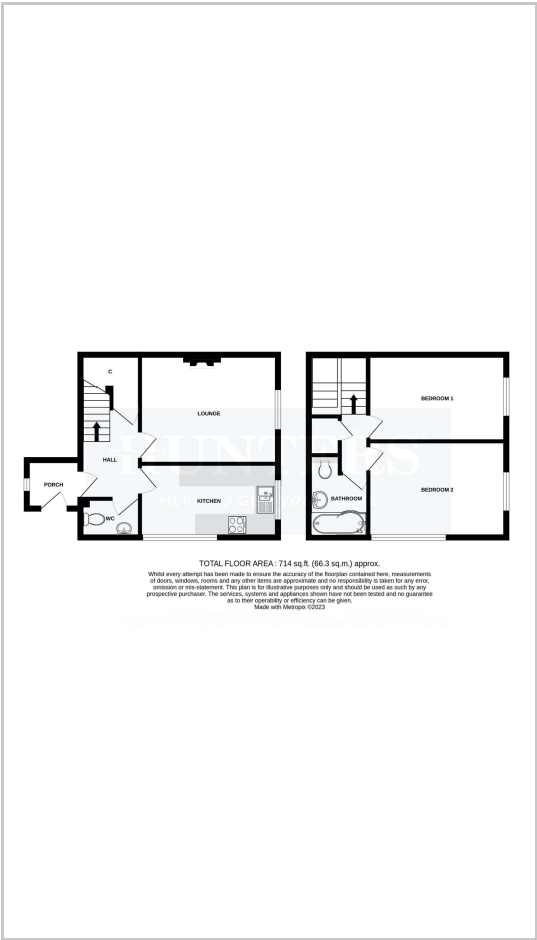 C
LOUNGE
HALL
PORCH
KITCHEN
WC
BEDROOM 1
BEDROOM 2
BATHROOM
HUNTERS
TOTAL FLOOR AREA : 714 sq.ft. (66.3 sq.m.) approx.
Whilst every attempt has been made to ensure the accuracy of the floorplan contained here, measurements
of doors, windows, rooms and any other items are approximate and no responsibility is taken for any error,
omission or mis-statement. This plan is for illustrative purposes only and should be used as such by any
prospective purchaser. The services, systems and appliances shown have not been tested and no guarantee
as to their operability or efficiency can be given.
Made with Metropix ©2023